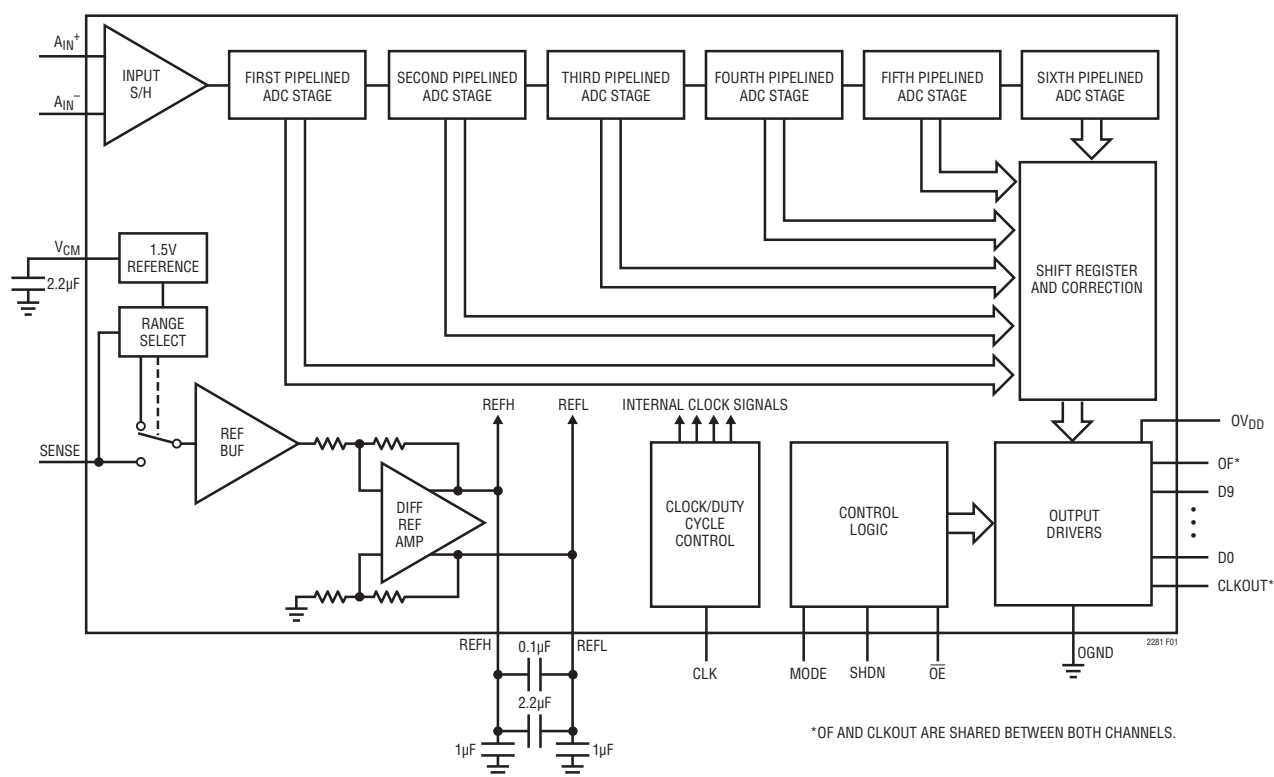 AIN+
AIN−
INPUT
S/H
FIRST PIPELINED
ADC STAGE
SECOND PIPELINED
ADC STAGE
THIRD PIPELINED
ADC STAGE
FOURTH PIPELINED
ADC STAGE
FIFTH PIPELINED
ADC STAGE
SIXTH PIPELINED
ADC STAGE
SHIFT REGISTER
AND CORRECTION
VCM
2.2µF
1.5V
REFERENCE
RANGE
SELECT
SENSE
REF
BUF
DIFF
REF
AMP
REFH
REFL
INTERNAL CLOCK SIGNALS
CLOCK/DUTY
CYCLE
CONTROL
CONTROL
LOGIC
OUTPUT
DRIVERS
OVDD
OF*
D9
D0
CLKOUT*
REFH
0.1µF
REFL
2.2µF
1µF
1µF
CLK
MODE
SHDN
O̅E̅
OGND
2281 F01
*OF AND CLKOUT ARE SHARED BETWEEN BOTH CHANNELS.